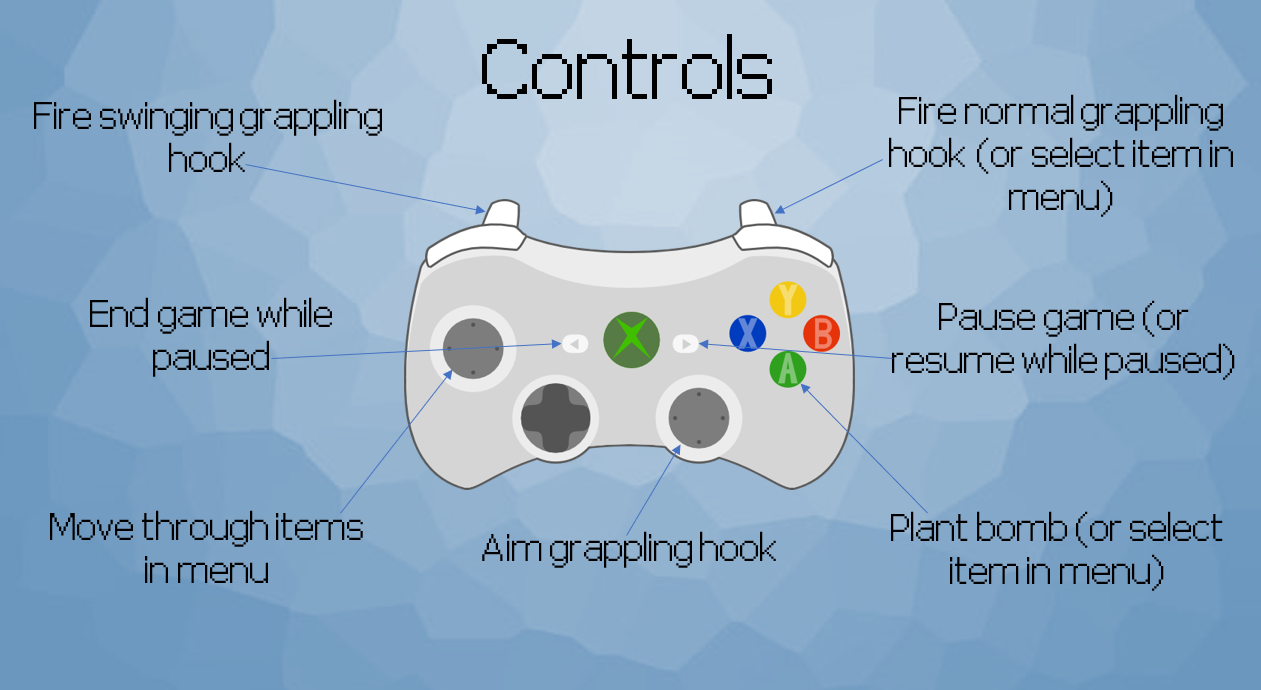 Controls
Fire swinging grappling
hook
Fire normal grappling
hook (or select item in
menu)
End game while
paused
Y
X
B
A
Pause game (or
resume while paused)
Move through items
in menu
Aim grappling hook
Plant bomb (or select
item in menu)